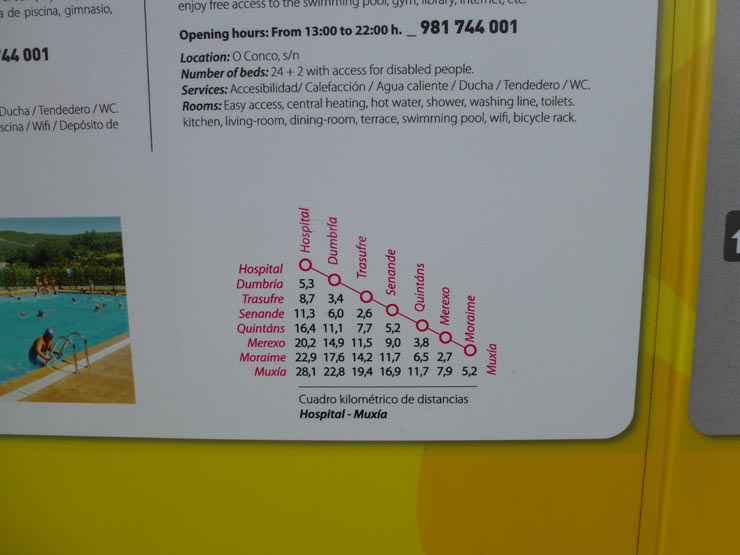 a de piscina, gimnasio,
44 001
Ducha / Tendedero / WC.
scina / Wifi / Depósito de
enjoy free access to the swimming pool, gym, library, internet, etc.
Opening hours: From 13:00 to 22:00 h. _ 981 744 001
Location: O Conco, s/n
Number of beds: 24 + 2 with access for disabled people.
Services: Accesibilidad/ Calefacción / Agua caliente / Ducha / Tendedero / WC.
Rooms: Easy access, central heating, hot water, shower, washing line, toilets.
kitchen, living-room, dining-room, terrace, swimming pool, wifi, bicycle rack.
Hospital
Dumbría
Trasufre
Senande
Quintáns
Merexo
Moraime
Muxía
Hospital
Dumbría 5,3
Trasufre 8,7 3,4
Senande 11,3 6,0 2,6
Quintáns 16,4 11,1 7,7 5,2
Merexo 20,2 14,9 11,5 9,0 3,8
Moraime 22,9 17,6 14,2 11,7 6,5 2,7
Muxía 28,1 22,8 19,4 16,9 11,7 7,9 5,2
Cuadro kilométrico de distancias
Hospital - Muxía